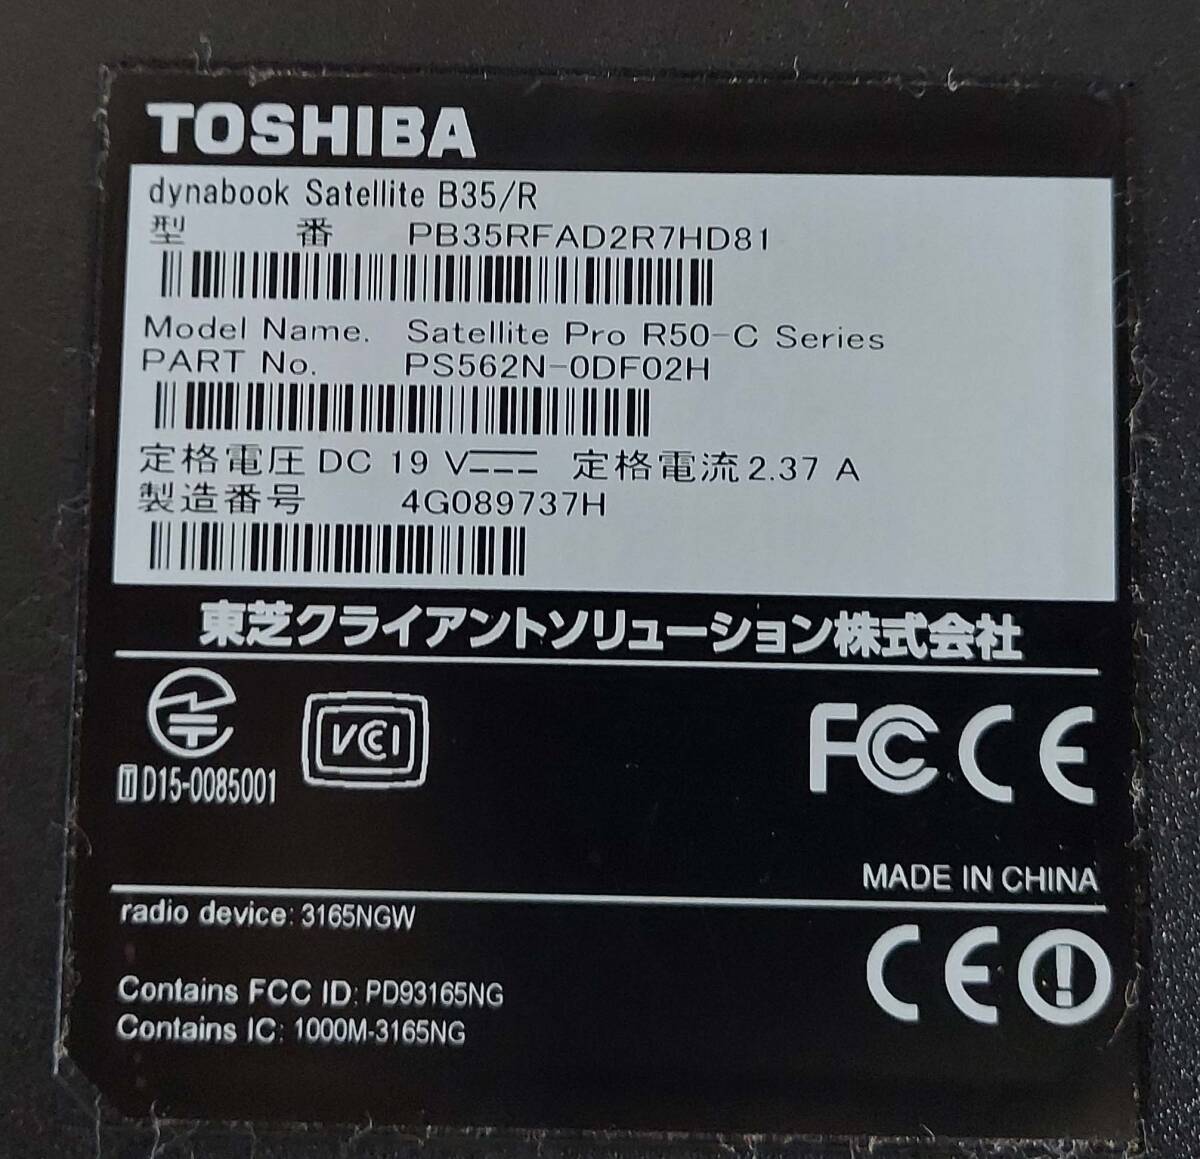 TOSHIBA
dynabook Satellite B35/R
型 番 PB35RFAD2R7HD81
Model Name. Satellite Pro R50-C Series
PART No. PS562N-0DF02H
定格電圧 DC 19 V 定格電流 2.37 A
製造番号 4G089737H
東芝クライアントソリューション株式会社
VCCI
FC CE
T D15-0085001
MADE IN CHINA
radio device: 3165NGW
CE
Contains FCC ID: PD93165NG
Contains IC: 1000M-3165NG